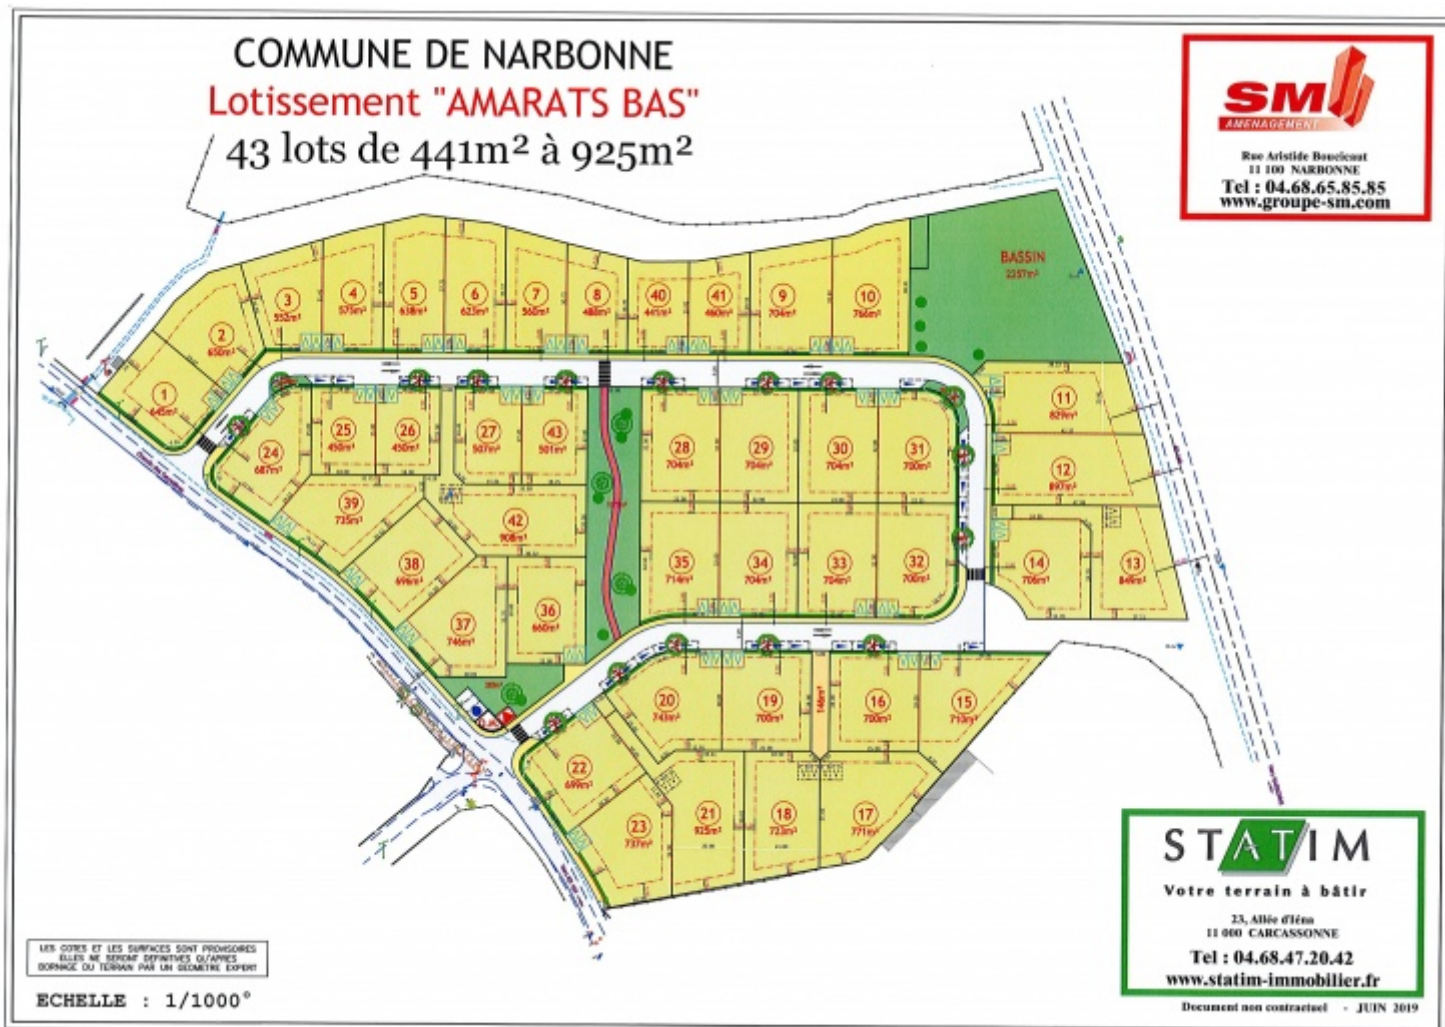 COMMUNE DE NARBONNE
Lotissement "AMARATS BAS"
43 lots de 441m² à 925m²
SM
AMENAGEMENT
Rue Aristide Boucicaut
11 100 NARBONNE
Tel : 04.68.65.85.85
www.groupe-sm.com
BASSIN
2357m²
1
645m²
2
650m²
3
552m²
4
575m²
5
638m²
6
623m²
7
560m²
8
488m²
40
441m²
41
460m²
9
704m²
10
766m²
11
829m²
12
897m²
13
849m²
14
706m²
24
687m²
25
450m²
26
450m²
27
507m²
43
501m²
28
704m²
29
704m²
30
704m²
31
700m²
39
735m²
42
908m²
38
696m²
37
746m²
36
660m²
35
714m²
34
704m²
33
704m²
32
700m²
20
743m²
19
700m²
146m²
16
700m²
15
710m²
22
699m²
23
737m²
21
925m²
18
723m²
17
771m²
STATIM
Votre terrain à bâtir
23, Allée d'Iéna
11 000 CARCASSONNE
Tel : 04.68.47.20.42
www.statim-immobilier.fr
LES COTES ET LES SURFACES SONT PROVISOIRES
ELLES NE SERONT DEFINITIVES QU'APRES
BORNAGE DU TERRAIN PAR UN GEOMETRE EXPERT
ECHELLE : 1/1000°
Document non contractuel - JUIN 2019